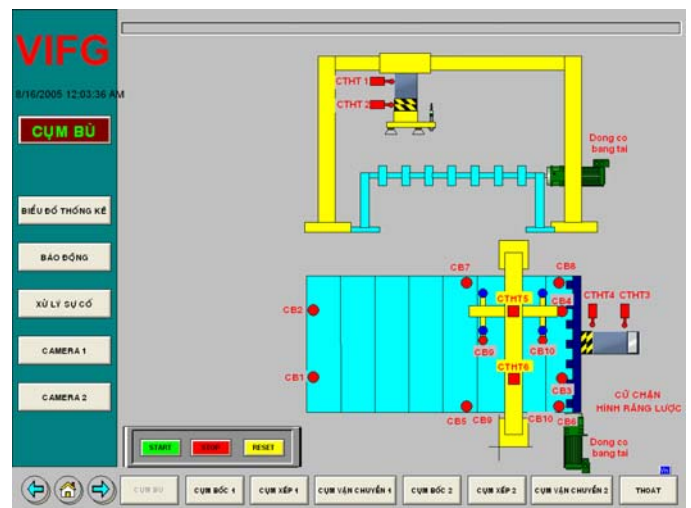 VIFG
8/16/2005 12:03:36 AM
CỤM BÙ
BIỂU ĐỒ THỐNG KÊ
BÁO ĐỘNG
XỬ LÝ SỰ CỐ
CAMERA 1
CAMERA 2
CTHT 1
CTHT 2
Dong co
bang tai
CB7
CB8
CB2
CTHT5
CB4
CTHT4
CTHT3
CB9
CB10
CTHT6
CB1
CB3
CỮ CHẶN
HÌNH RĂNG LƯỢC
CB5
CB9
CB10
CB6
Dong co
bang tai
START
STOP
RESET
CỤM BÙ
CỤM BỐC 1
CỤM XẾP 1
CỤM VẬN CHUYỂN 1
CỤM BỐC 2
CỤM XẾP 2
CỤM VẬN CHUYỂN 2
THOÁT